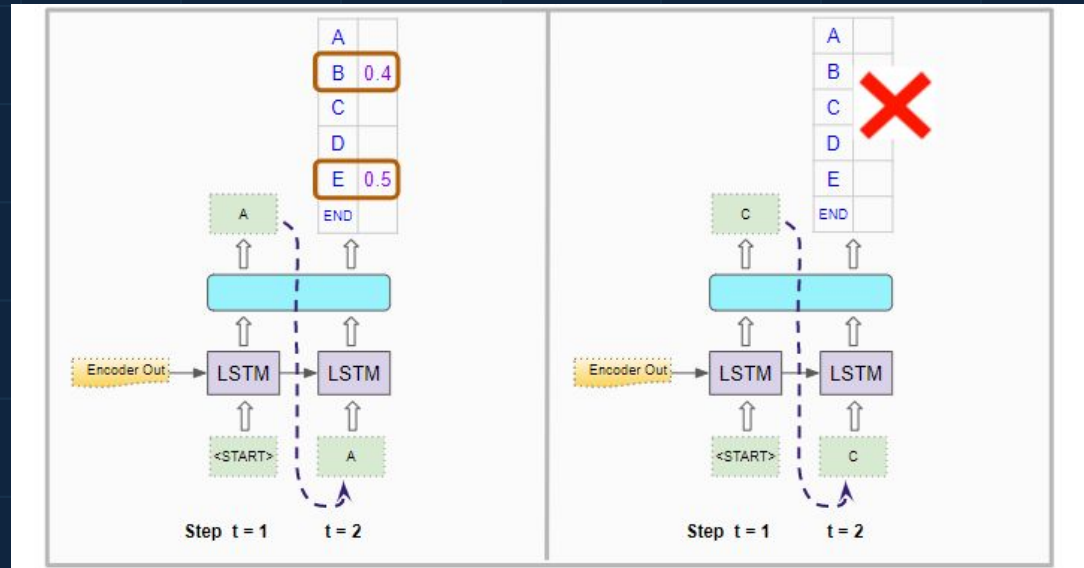 A
B 0.4
C
D
E 0.5
END
A
Encoder Out
LSTM
LSTM
<START>
A
Step t = 1
t = 2
A
B
C
D
E
END
C
Encoder Out
LSTM
LSTM
<START>
C
Step t = 1
t = 2